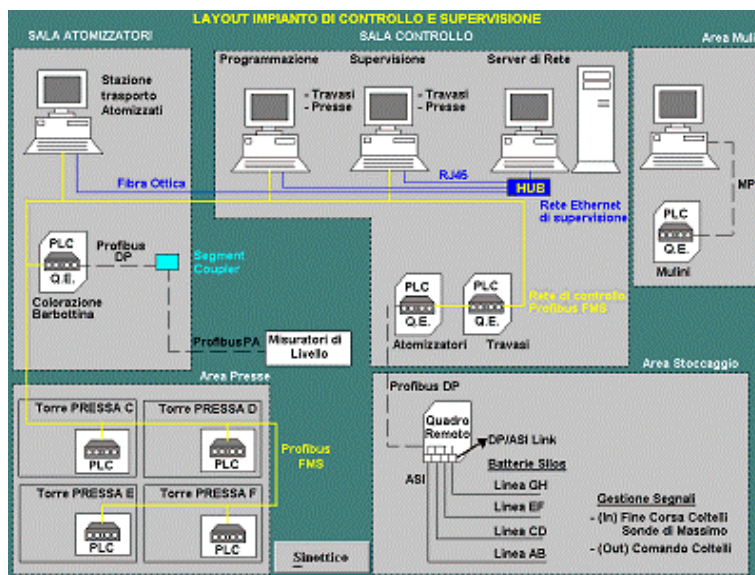 LAYOUT IMPIANTO DI CONTROLLO E SUPERVISIONE
SALA ATOMIZZATORI
SALA CONTROLLO
Area Muli
Stazione
trasporto
Atomizzati
Programmazione
Supervisione
Server di Rete
- Travasi
- Presse
- Travasi
- Presse
Fibra Ottica
RJ45
HUB
Rete Ethernet
di supervisione
MP
PLC
Q.E.
Mulini
PLC
Q.E.
Colorazione
Barbottina
Profibus
DP
Segment
Coupler
Profibus PA
Misuratori di
Livello
PLC
Q.E.
Atomizzatori
PLC
Q.E.
Travasi
Rete di controllo
Profibus FMS
Area Presse
Torre PRESSA C
PLC
Torre PRESSA D
PLC
Torre PRESSA E
PLC
Torre PRESSA F
PLC
Profibus
FMS
Sinottico
Area Stoccaggio
Profibus DP
Quadro
Remoto
DP/ASI Link
ASI
Batterie Silos
Linea GH
Linea EF
Linea CD
Linea AB
Gestione Segnali
- (In) Fine Corsa Coltelli
Sonde di Massimo
- (Out) Comando Coltelli